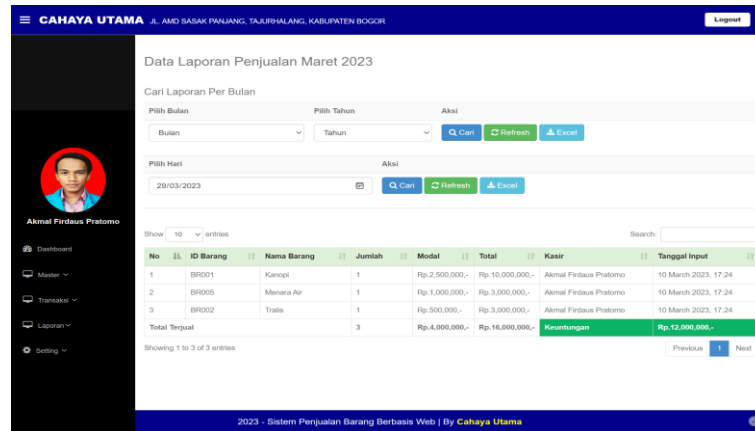 CAHAYA UTAMA JL. AMD SASAK PANJANG, TAJURHALANG, KABUPATEN BOGOR Logout
Data Laporan Penjualan Maret 2023
Cari Laporan Per Bulan
Pilih Bulan Pilih Tahun Aksi
Bulan Tahun Cari Refresh Excel
Pilih Hari Aksi
29/03/2023 Cari Refresh Excel
Akmal Firdaus Pratomo
Dashboard
Master
Transaksi
Laporan
Setting
Show 10 entries Search:
No ID Barang Nama Barang Jumlah Modal Total Kasir Tanggal Input
1 BR001 Kanopi 1 Rp.2,500,000,- Rp.10,000,000,- Akmal Firdaus Pratomo 10 March 2023, 17:24
2 BR005 Menara Air 1 Rp.1,000,000,- Rp.3,000,000,- Akmal Firdaus Pratomo 10 March 2023, 17:24
3 BR002 Tralis 1 Rp.500,000,- Rp.3,000,000,- Akmal Firdaus Pratomo 10 March 2023, 17:24
Total Terjual 3 Rp.4,000,000,- Rp.16,000,000,- Keuntungan Rp.12,000,000,-
Showing 1 to 3 of 3 entries Previous 1 Next
2023 - Sistem Penjualan Barang Berbasis Web | By Cahaya Utama